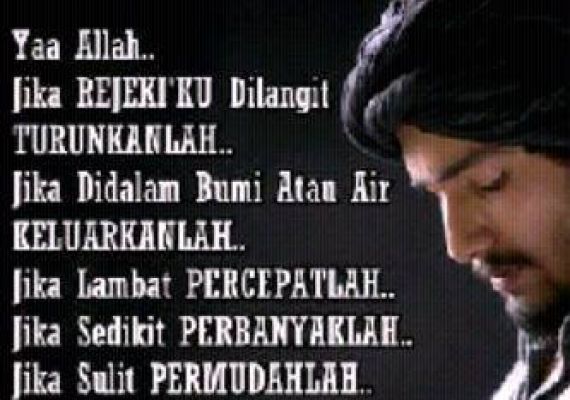 Yaa Allah..
Jika REJEKI'KU Dilangit
TURUNKANLAH..
Jika Didalam Bumi Atau Air
KELUARKANLAH..
Jika Lambat PERCEPATLAH..
Jika Sedikit PERBANYAKLAH..
Jika Sulit PERMUDAHLAH..